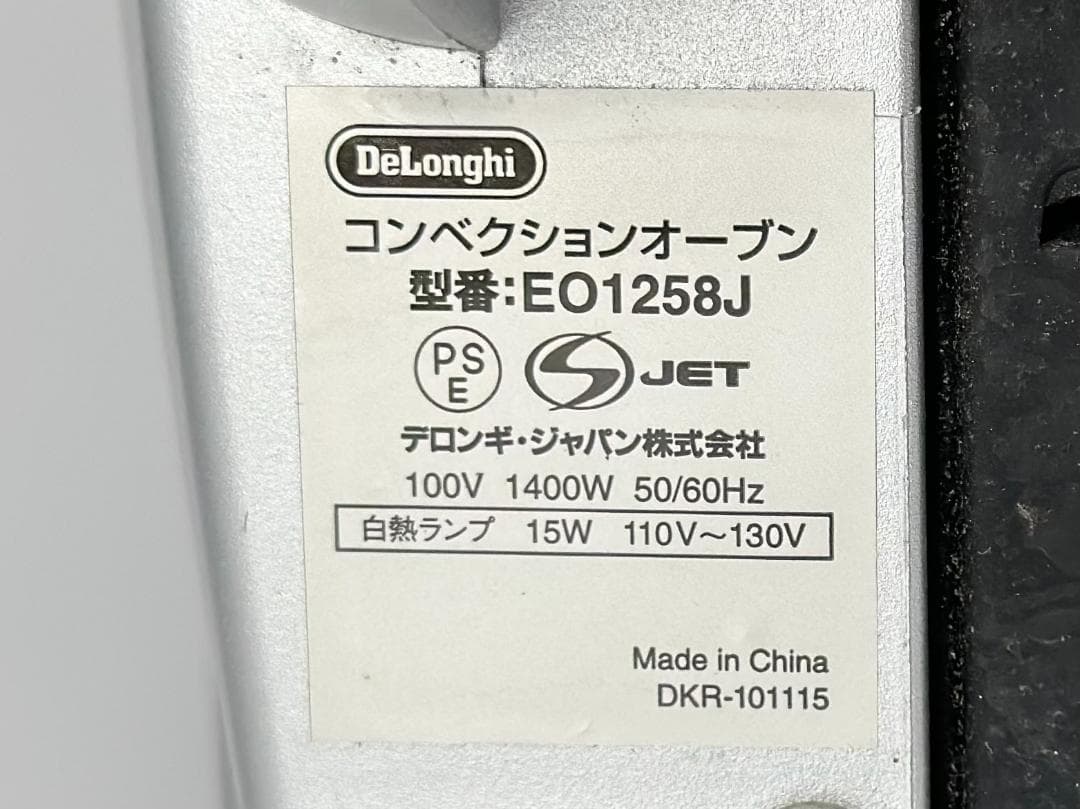 DeLonghi
コンベクションオーブン
型番:EO1258J
PS
E
JET
デロンギ・ジャパン株式会社
100V 1400W 50/60Hz
白熱ランプ 15W 110V~130V
Made in China
DKR-101115